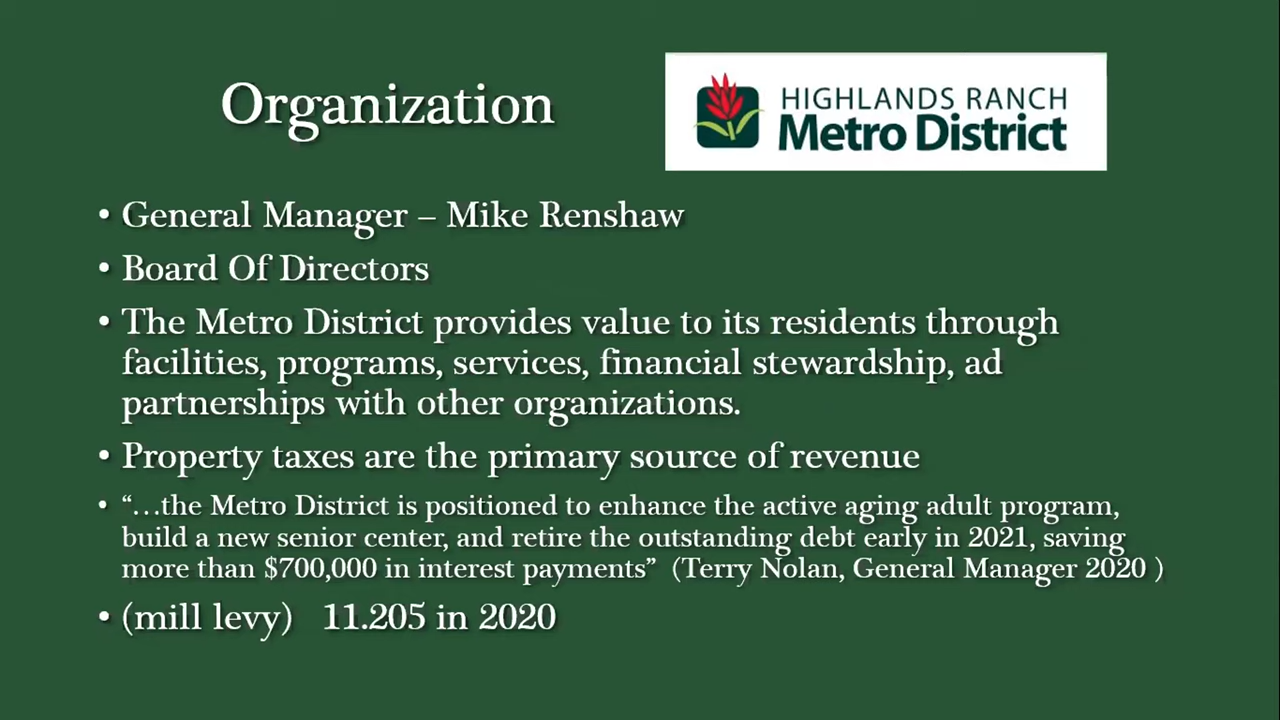 Organization
HIGHLANDS RANCH
Metro District
• General Manager – Mike Renshaw
• Board Of Directors
• The Metro District provides value to its residents through
facilities, programs, services, financial stewardship, ad
partnerships with other organizations.
• Property taxes are the primary source of revenue
• “…the Metro District is positioned to enhance the active aging adult program,
build a new senior center, and retire the outstanding debt early in 2021, saving
more than $700,000 in interest payments” (Terry Nolan, General Manager 2020 )
• (mill levy) 11.205 in 2020